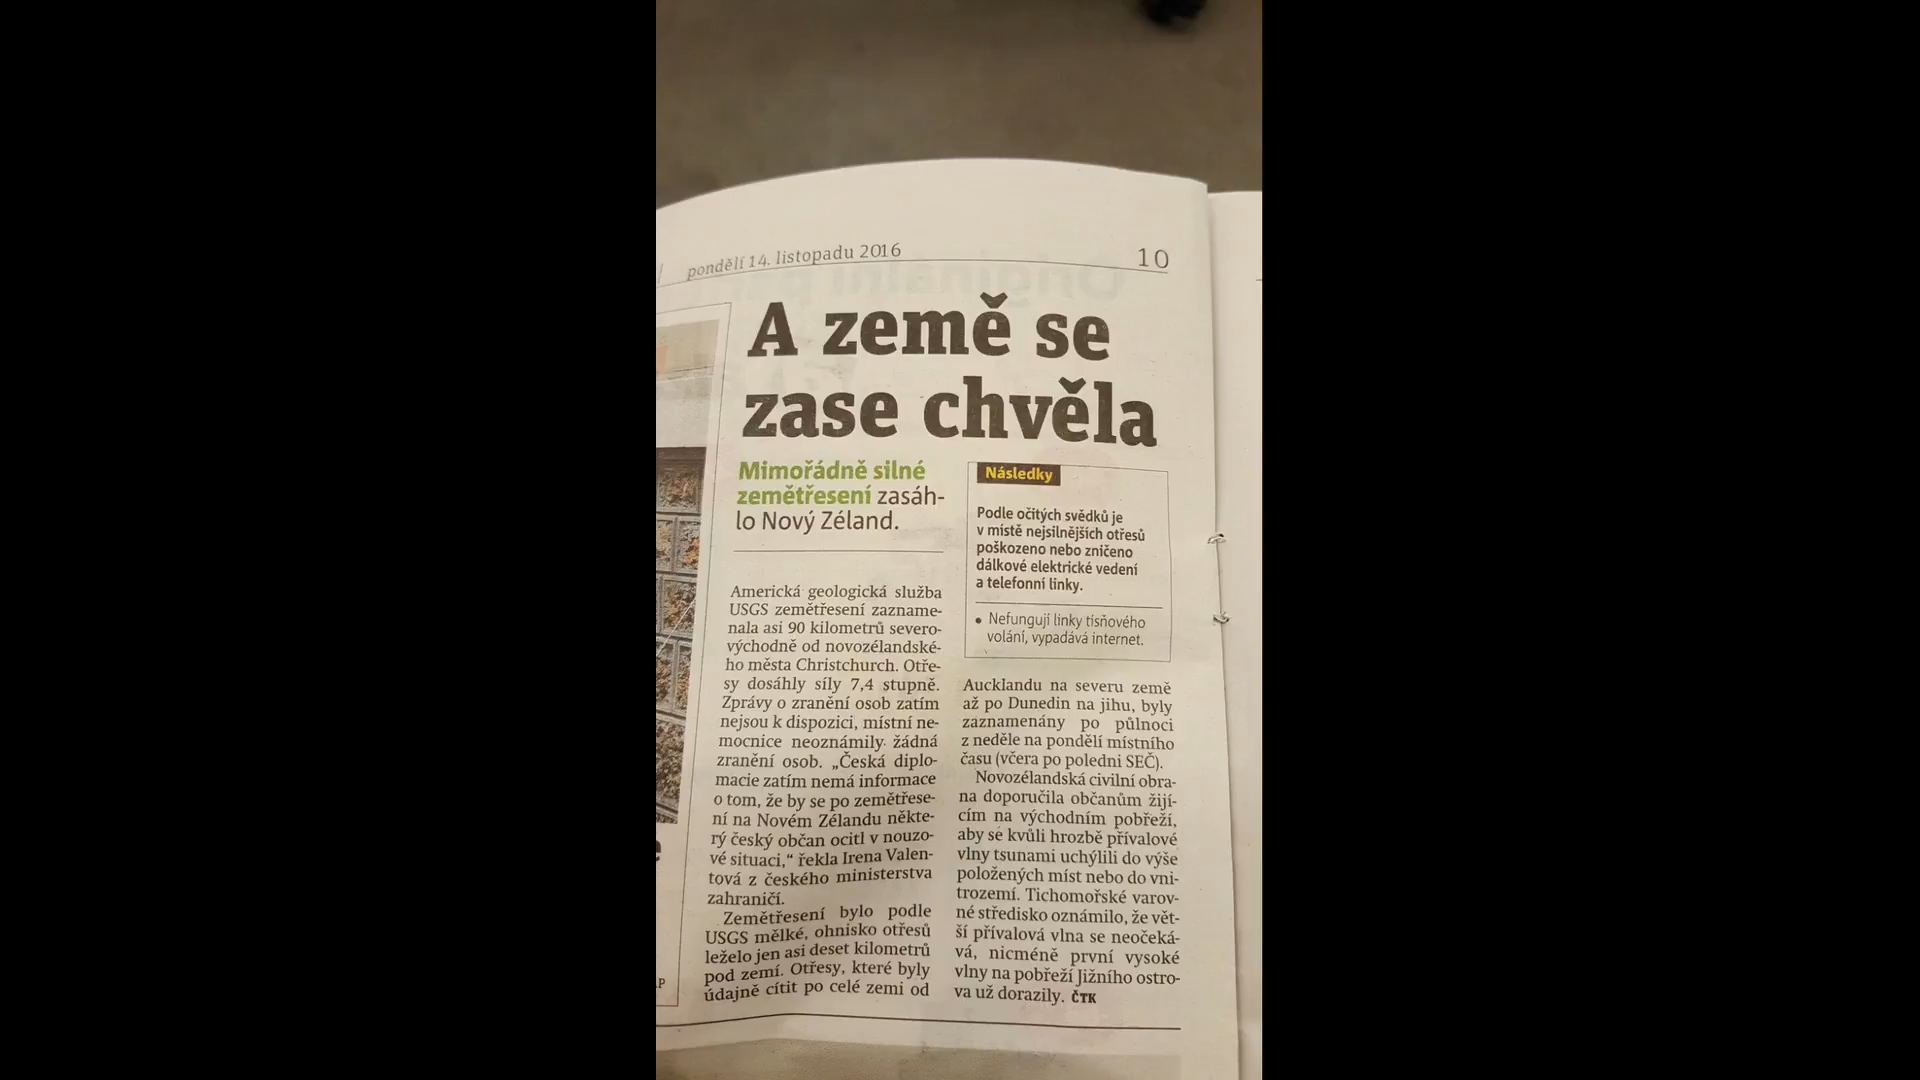 pondělí 14. listopadu 2016
10
A země se
zase chvěla
Mimořádně silné
zemětřesení zasáh-
lo Nový Zéland.
Americká geologická služba
USGS zemětřesení zazname-
nala asi 90 kilometrů severo-
východně od novozélandské-
ho města Christchurch. Otře-
sy dosáhly síly 7,4 stupně.
Zprávy o zranění osob zatím
nejsou k dispozici, místní ne-
mocnice neoznámily žádná
zranění osob. „Česká diplo-
macie zatím nemá informace
o tom, že by se po zemětřese-
ní na Novém Zélandu někte-
rý český občan ocitl v nouzo-
vé situaci,“ řekla Irena Valen-
tová z českého ministerstva
zahraničí.
Zemětřesení bylo podle
USGS mělké, ohnisko otřesů
leželo jen asi deset kilometrů
pod zemí. Otřesy, které byly
údajně cítit po celé zemi od
Následky
Podle očitých svědků je
v místě nejsilnějších otřesů
poškozeno nebo zničeno
dálkové elektrické vedení
a telefonní linky.
• Nefungují linky tísňového
volání, vypadává internet.
Aucklandu na severu země
až po Dunedin na jihu, byly
zaznamenány po půlnoci
z neděle na pondělí místního
času (včera po poledni SEČ).
Novozélandská civilní obra-
na doporučila občanům žijí-
cím na východním pobřeží,
aby se kvůli hrozbě přívalové
vlny tsunami uchýlili do výše
položených míst nebo do vni-
trozemí. Tichomořské varov-
né středisko oznámilo, že vět-
ší přívalová vlna se neočeká-
vá, nicméně první vysoké
vlny na pobřeží Jižního ostro-
va už dorazily. ČTK